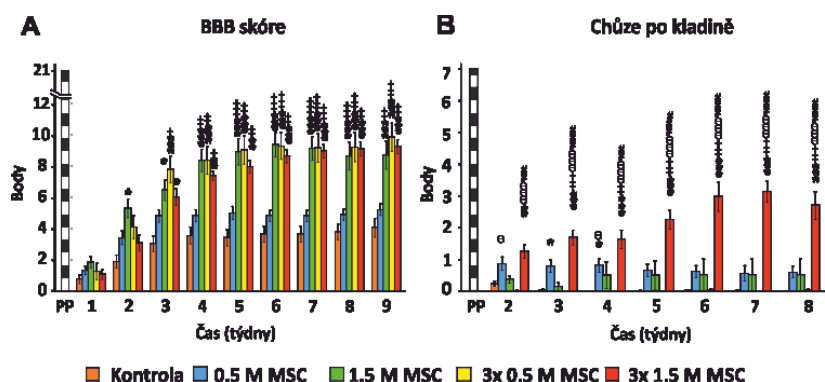 A
BBB skóre
Body
21
12
10
8
6
4
2
0
PP 1 2 3 4 5 6 7 8 9
Čas (týdny)
B
Chůze po kladině
Body
7
6
5
4
3
2
1
0
PP 2 3 4 5 6 7 8
Čas (týdny)
Kontrola 0.5 M MSC 1.5 M MSC 3x 0.5 M MSC 3x 1.5 M MSC